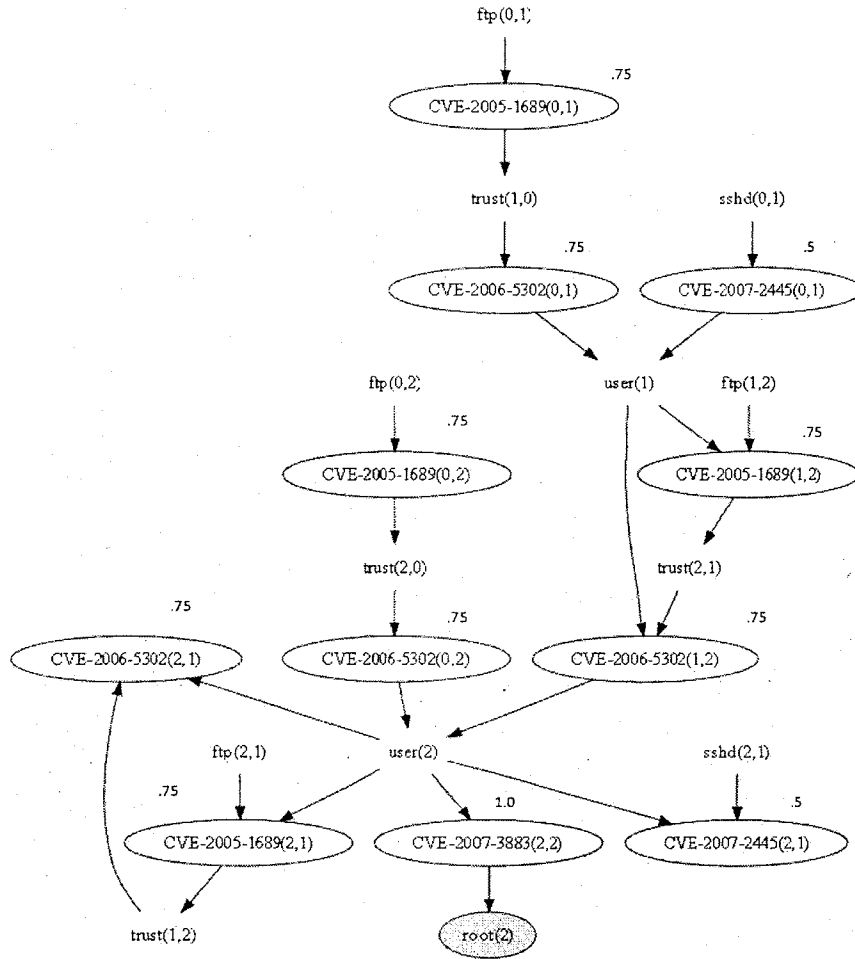 ftp(0,1)
.75
CVE-2005-1689(0,1)
trust(1,0)
sshd(0,1)
.75
.5
CVE-2006-5302(0,1)
CVE-2007-2445(0,1)
ftp(0,2)
user(1)
ftp(1,2)
.75
.75
CVE-2005-1689(0,2)
CVE-2005-1689(1,2)
trust(2,0)
trust(2,1)
.75
.75
.75
CVE-2006-5302(2,1)
CVE-2006-5302(0,2)
CVE-2006-5302(1,2)
ftp(2,1)
user(2)
sshd(2,1)
.75
1.0
.5
CVE-2005-1689(2,1)
CVE-2007-3883(2,2)
CVE-2007-2445(2,1)
trust(1,2)
root(2)